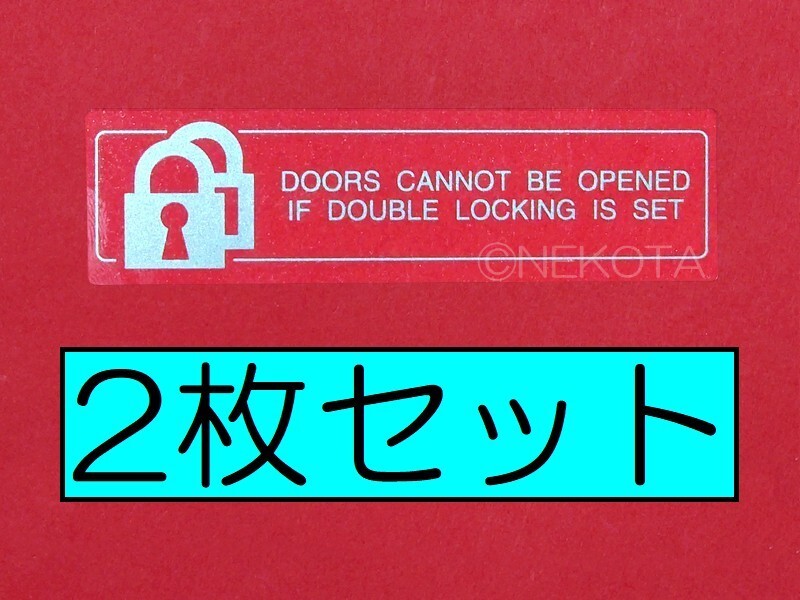 DOORS CANNOT BE OPENED
IF DOUBLE LOCKING IS SET
©NEKOTA
2枚セット